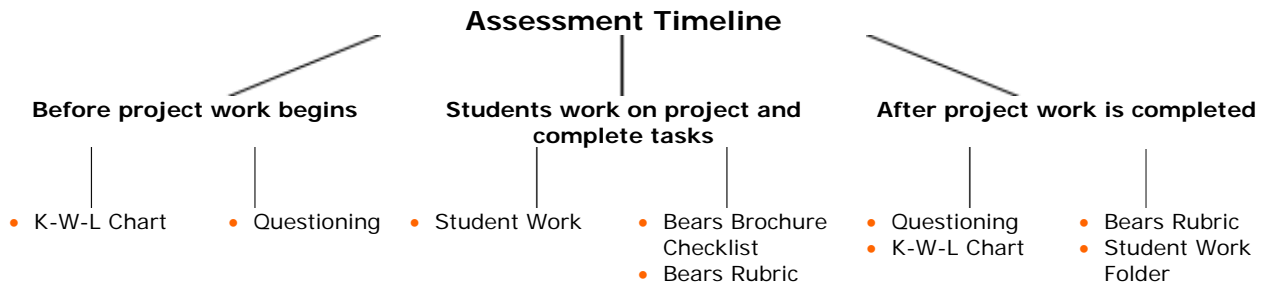 Assessment Timeline
Before project work begins
Students work on project and
complete tasks
After project work is completed
• K-W-L Chart
• Questioning
• Student Work
• Bears Brochure
Checklist
• Bears Rubric
• Questioning
• K-W-L Chart
• Bears Rubric
• Student Work
Folder